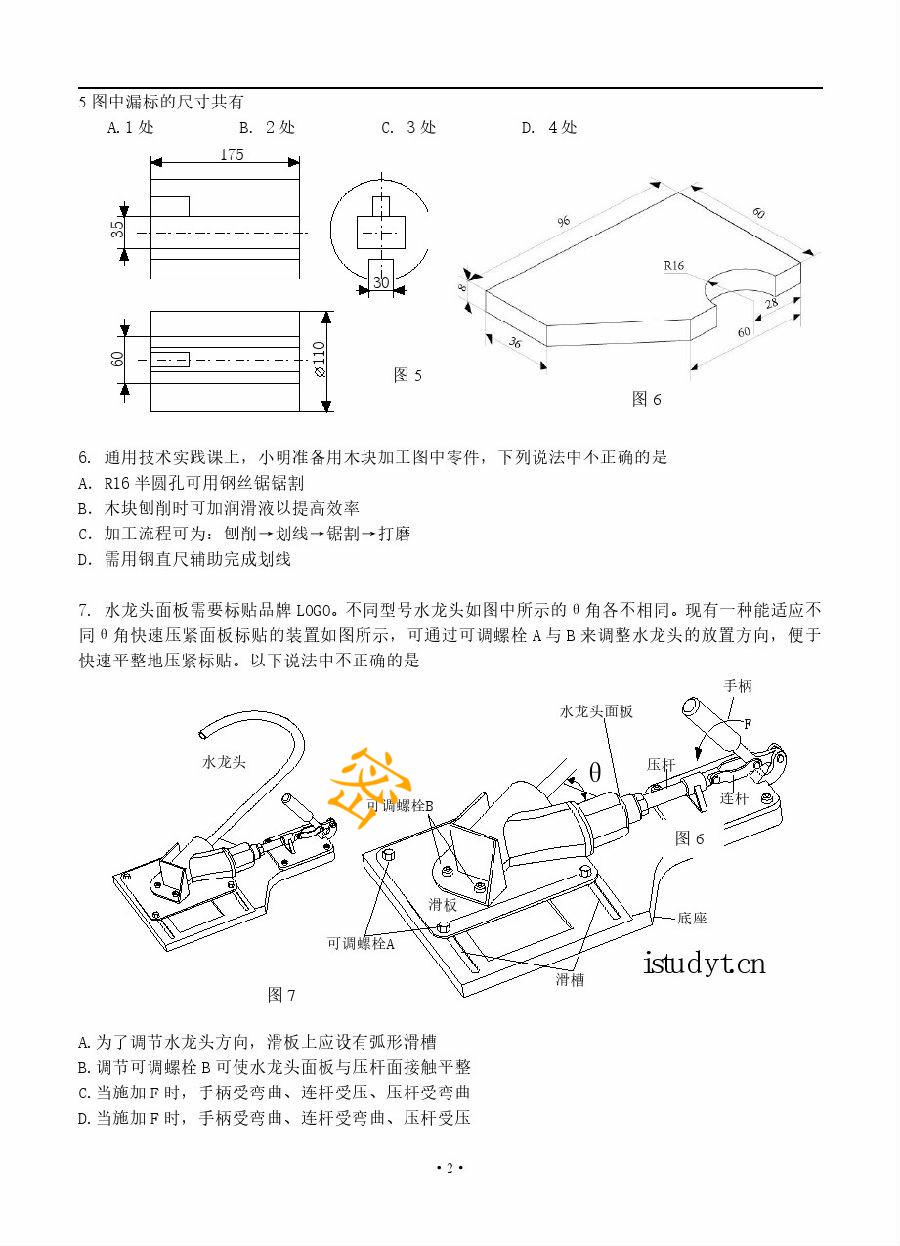 5 图中漏标的尺寸共有
A.1 处 B. 2 处 C. 3 处 D. 4 处
175
35
30
60
⌀110
图 5
96
60
R16
8
36
28
60
图 6
6. 通用技术实践课上，小明准备用木块加工图中零件，下列说法中不正确的是
A. R16 半圆孔可用钢丝锯锯割
B. 木块刨削时可加润滑液以提高效率
C. 加工流程可为：刨削→划线→锯割→打磨
D. 需用钢直尺辅助完成划线
7. 水龙头面板需要标贴品牌 LOGO。不同型号水龙头如图中所示的 θ 角各不相同。现有一种能适应不
同 θ 角快速压紧面板标贴的装置如图所示，可通过可调螺栓 A 与 B 来调整水龙头的放置方向，便于
快速平整地压紧标贴．以下说法中不正确的是
手柄
水龙头面板
F
水龙头
压杆
θ
密
连杆
可调螺栓B
图 6
滑板
底座
可调螺栓A
istudyt.cn
滑槽
图 7
A.为了调节水龙头方向，滑板上应设有弧形滑槽
B.调节可调螺栓 B 可使水龙头面板与压杆面接触平整
C.当施加 F 时，手柄受弯曲、连杆受压、压杆受弯曲
D.当施加 F 时，手柄受弯曲、连杆受弯曲、压杆受压
·2·